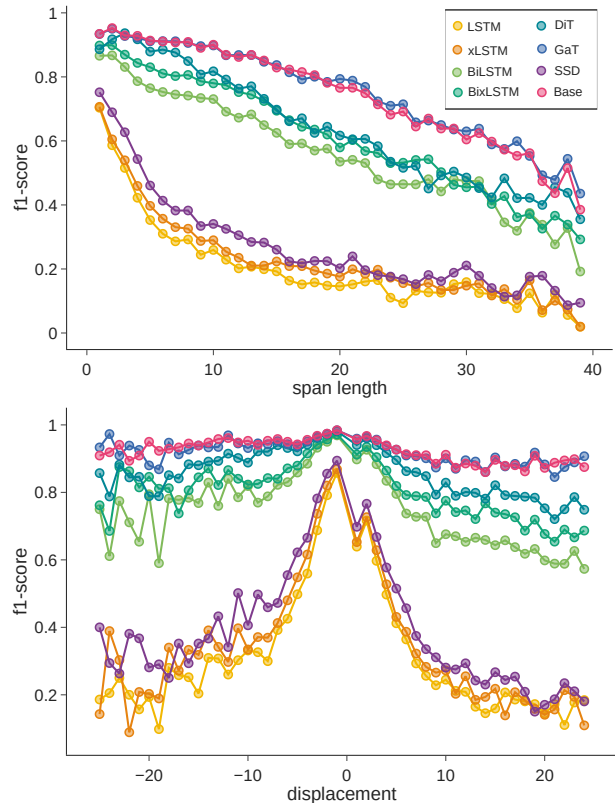 LSTM
xLSTM
BiLSTM
BixLSTM
DiT
GaT
SSD
Base
f1-score
1
0.8
0.6
0.4
0.2
0
0 10 20 30 40
span length
f1-score
1
0.8
0.6
0.4
0.2
−20 −10 0 10 20
displacement